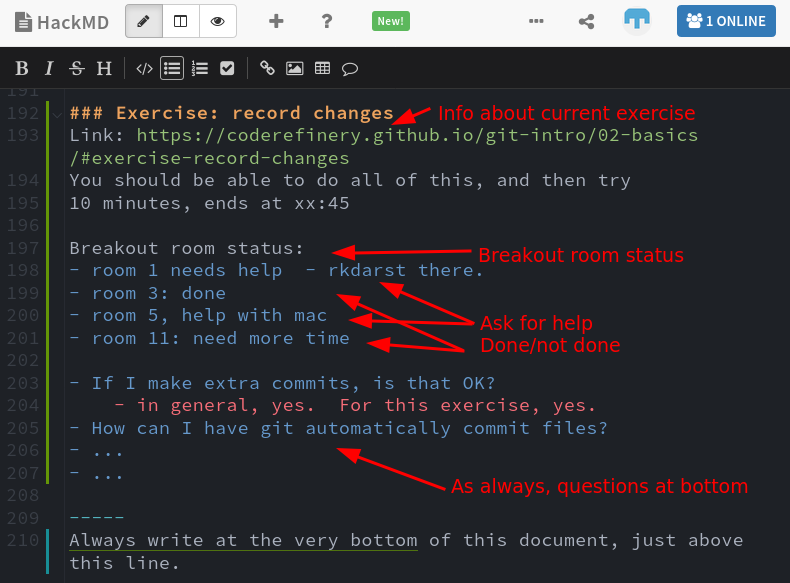 HackMD New! 1 ONLINE
B I S H
191
192 ### Exercise: record changes Info about current exercise
193 Link: https://coderefinery.github.io/git-intro/02-basics
/#exercise-record-changes
194 You should be able to do all of this, and then try
195 10 minutes, ends at xx:45
196
197 Breakout room status: Breakout room status
198 - room 1 needs help - rkdarst there.
199 - room 3: done
200 - room 5, help with mac Ask for help
201 - room 11: need more time Done/not done
202
203 - If I make extra commits, is that OK?
204 - in general, yes. For this exercise, yes.
205 - How can I have git automatically commit files?
206 - ...
207 - ...
As always, questions at bottom
208
209 -----
210 Always write at the very bottom of this document, just above
this line.